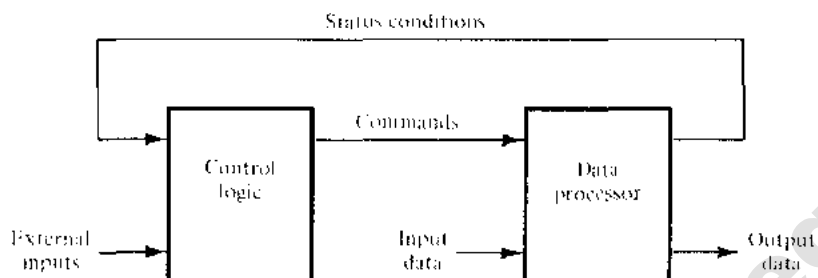 Status conditions
Commands
Control
logic
Data
processor
External
inputs
Input
data
Output
data